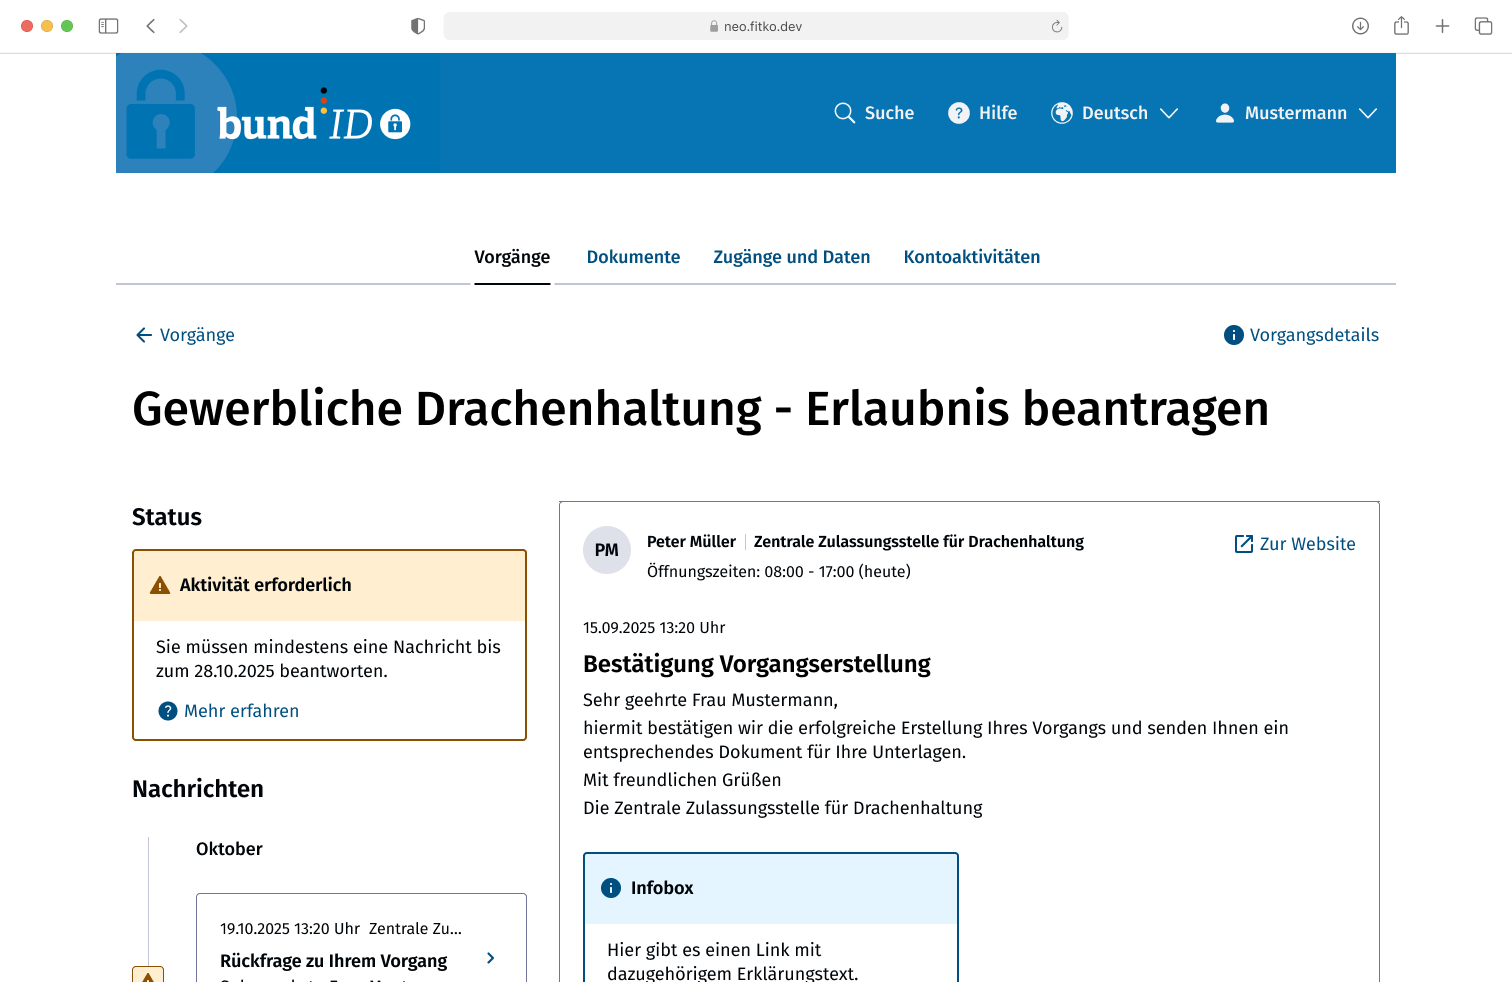 neo.fitko.dev
bund ID
Suche
Hilfe
Deutsch
Mustermann
Vorgänge
Dokumente
Zugänge und Daten
Kontoaktivitäten
Vorgänge
Vorgangsdetails
Gewerbliche Drachenhaltung - Erlaubnis beantragen
Status
Aktivität erforderlich
Sie müssen mindestens eine Nachricht bis
zum 28.10.2025 beantworten.
Mehr erfahren
Nachrichten
Oktober
19.10.2025 13:20 Uhr Zentrale Zu...
Rückfrage zu Ihrem Vorgang
PM
Peter Müller
Zentrale Zulassungsstelle für Drachenhaltung
Öffnungszeiten: 08:00 - 17:00 (heute)
Zur Website
15.09.2025 13:20 Uhr
Bestätigung Vorgangserstellung
Sehr geehrte Frau Mustermann,
hiermit bestätigen wir die erfolgreiche Erstellung Ihres Vorgangs und senden Ihnen ein
entsprechendes Dokument für Ihre Unterlagen.
Mit freundlichen Grüßen
Die Zentrale Zulassungsstelle für Drachenhaltung
Infobox
Hier gibt es einen Link mit
dazugehörigem Erklärungstext.